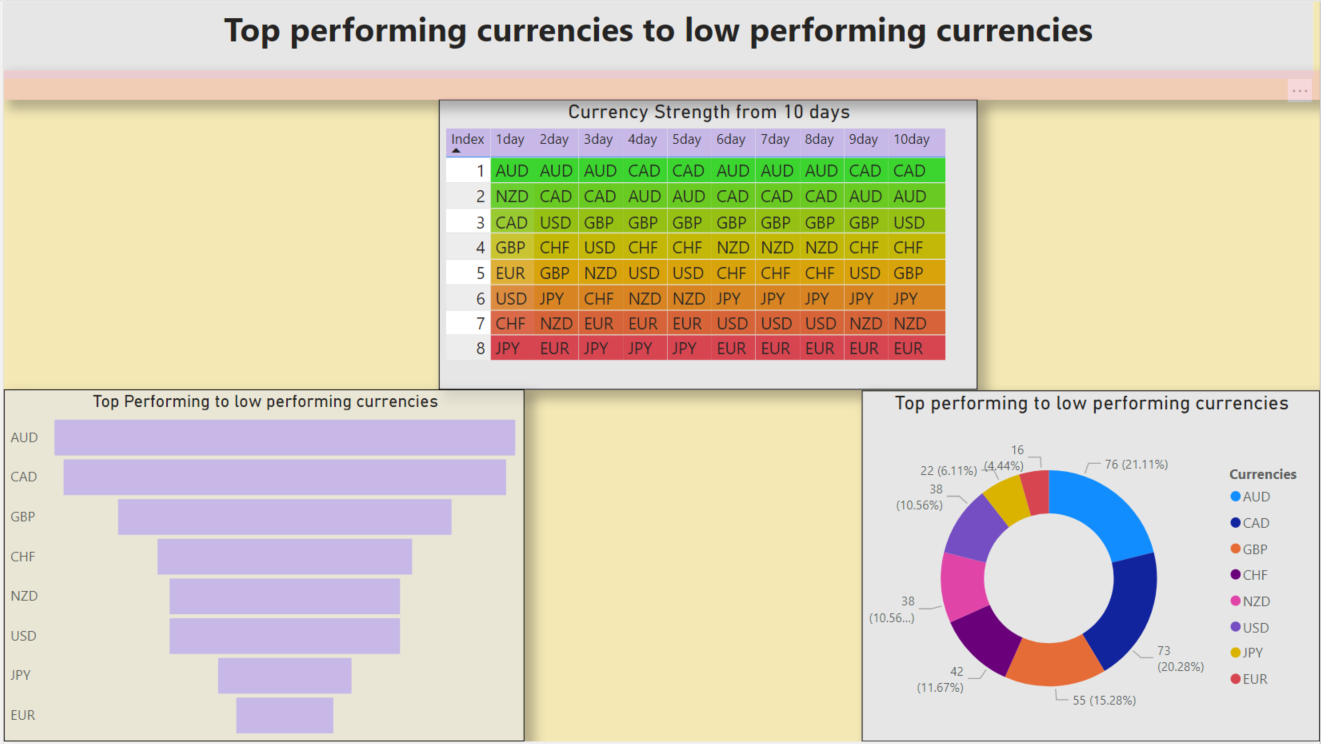 Top performing currencies to low performing currencies
...
Currency Strength from 10 days
Index 1day 2day 3day 4day 5day 6day 7day 8day 9day 10day
1 AUD AUD AUD CAD CAD AUD AUD AUD CAD CAD
2 NZD CAD CAD AUD AUD CAD CAD CAD AUD AUD
3 CAD USD GBP GBP GBP GBP GBP GBP GBP USD
4 GBP CHF USD CHF CHF NZD NZD NZD CHF CHF
5 EUR GBP NZD USD USD CHF CHF CHF USD GBP
6 USD JPY CHF NZD NZD JPY JPY JPY JPY JPY
7 CHF NZD EUR EUR EUR USD USD USD NZD NZD
8 JPY EUR JPY JPY JPY EUR EUR EUR EUR EUR
Top Performing to low performing currencies
AUD
CAD
GBP
CHF
NZD
USD
JPY
EUR
Top performing to low performing currencies
16
(4.44%)
76 (21.11%)
22 (6.11%)
38
(10.56%)
38
(10.56...)
42
(11.67%)
55 (15.28%)
73
(20.28%)
Currencies
AUD
CAD
GBP
CHF
NZD
USD
JPY
EUR